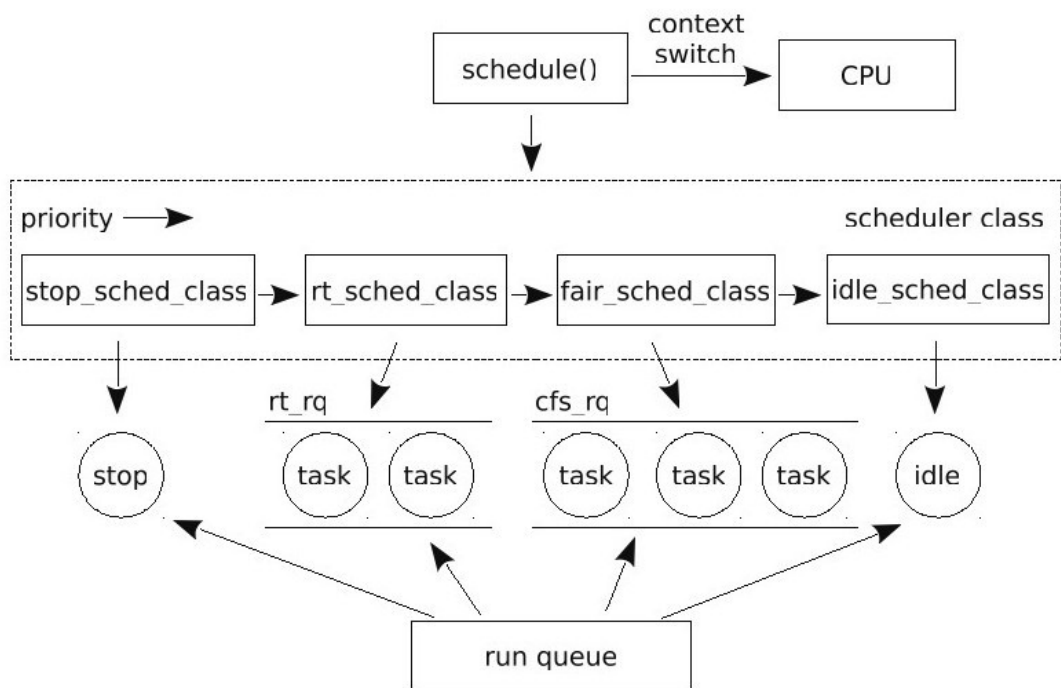 context
switch
schedule()
CPU
priority
scheduler class
stop_sched_class
rt_sched_class
fair_sched_class
idle_sched_class
rt_rq
cfs_rq
stop
task
task
task
task
task
idle
run queue